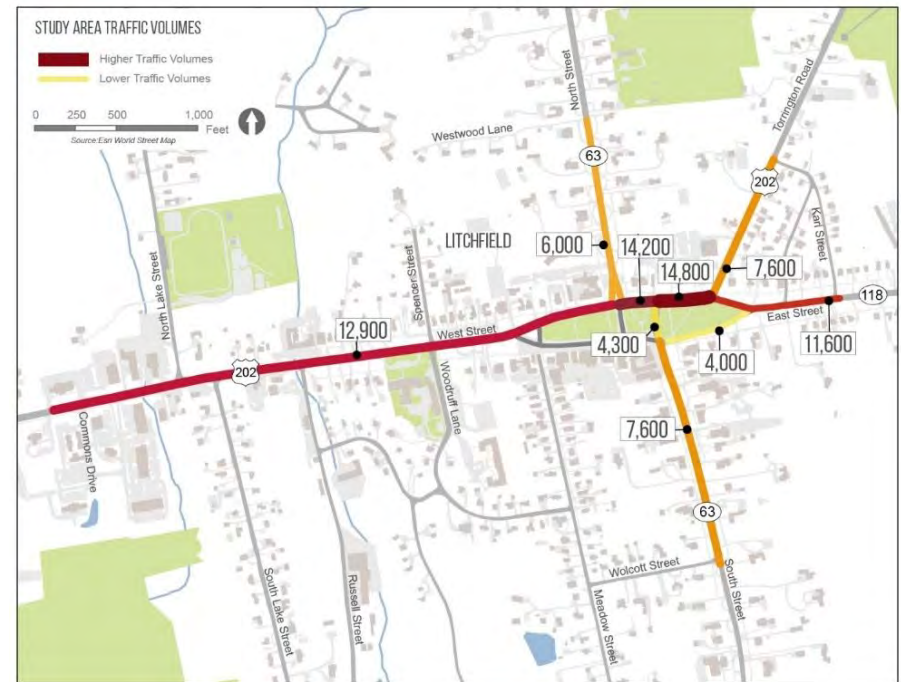 STUDY AREA TRAFFIC VOLUMES
Higher Traffic Volumes
Lower Traffic Volumes
0 250 500 1,000
Feet
Source:Esri World Street Map
North Street
Torrington Road
Westwood Lane
63
202
Kari Street
North Lake Street
Spencer Street
LITCHFIELD
6,000
14,200
14,800
7,600
118
East Street
12,900
West Street
4,300
4,000
11,600
202
Woodruff Lane
7,600
Commons Drive
63
South Lake Street
Russell Street
Wolcott Street
Meadow Street
South Street